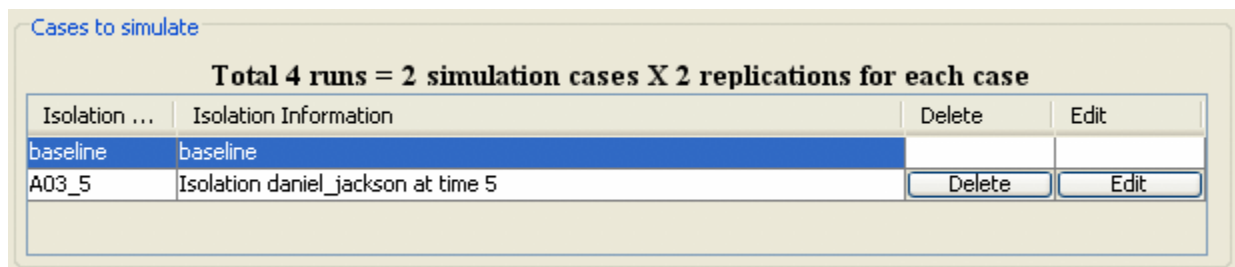 Cases to simulate
Total 4 runs = 2 simulation cases X 2 replications for each case
Isolation ... Isolation Information Delete Edit
baseline baseline
A03_5 Isolation daniel_jackson at time 5 Delete Edit